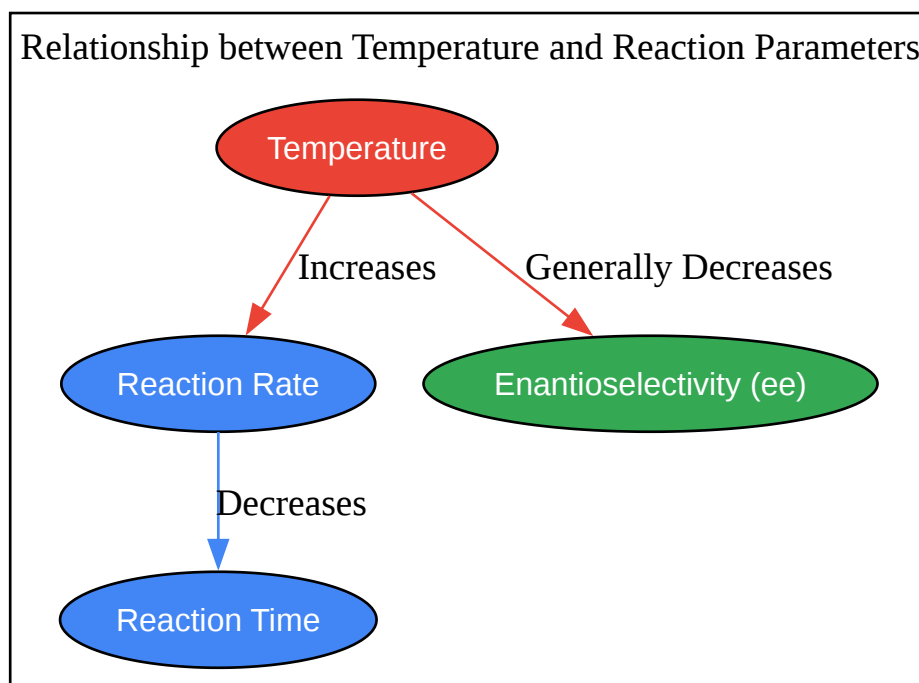 Relationship between Temperature and Reaction Parameters
Temperature
Increases
Generally Decreases
Reaction Rate
Enantioselectivity (ee)
Decreases
Reaction Time